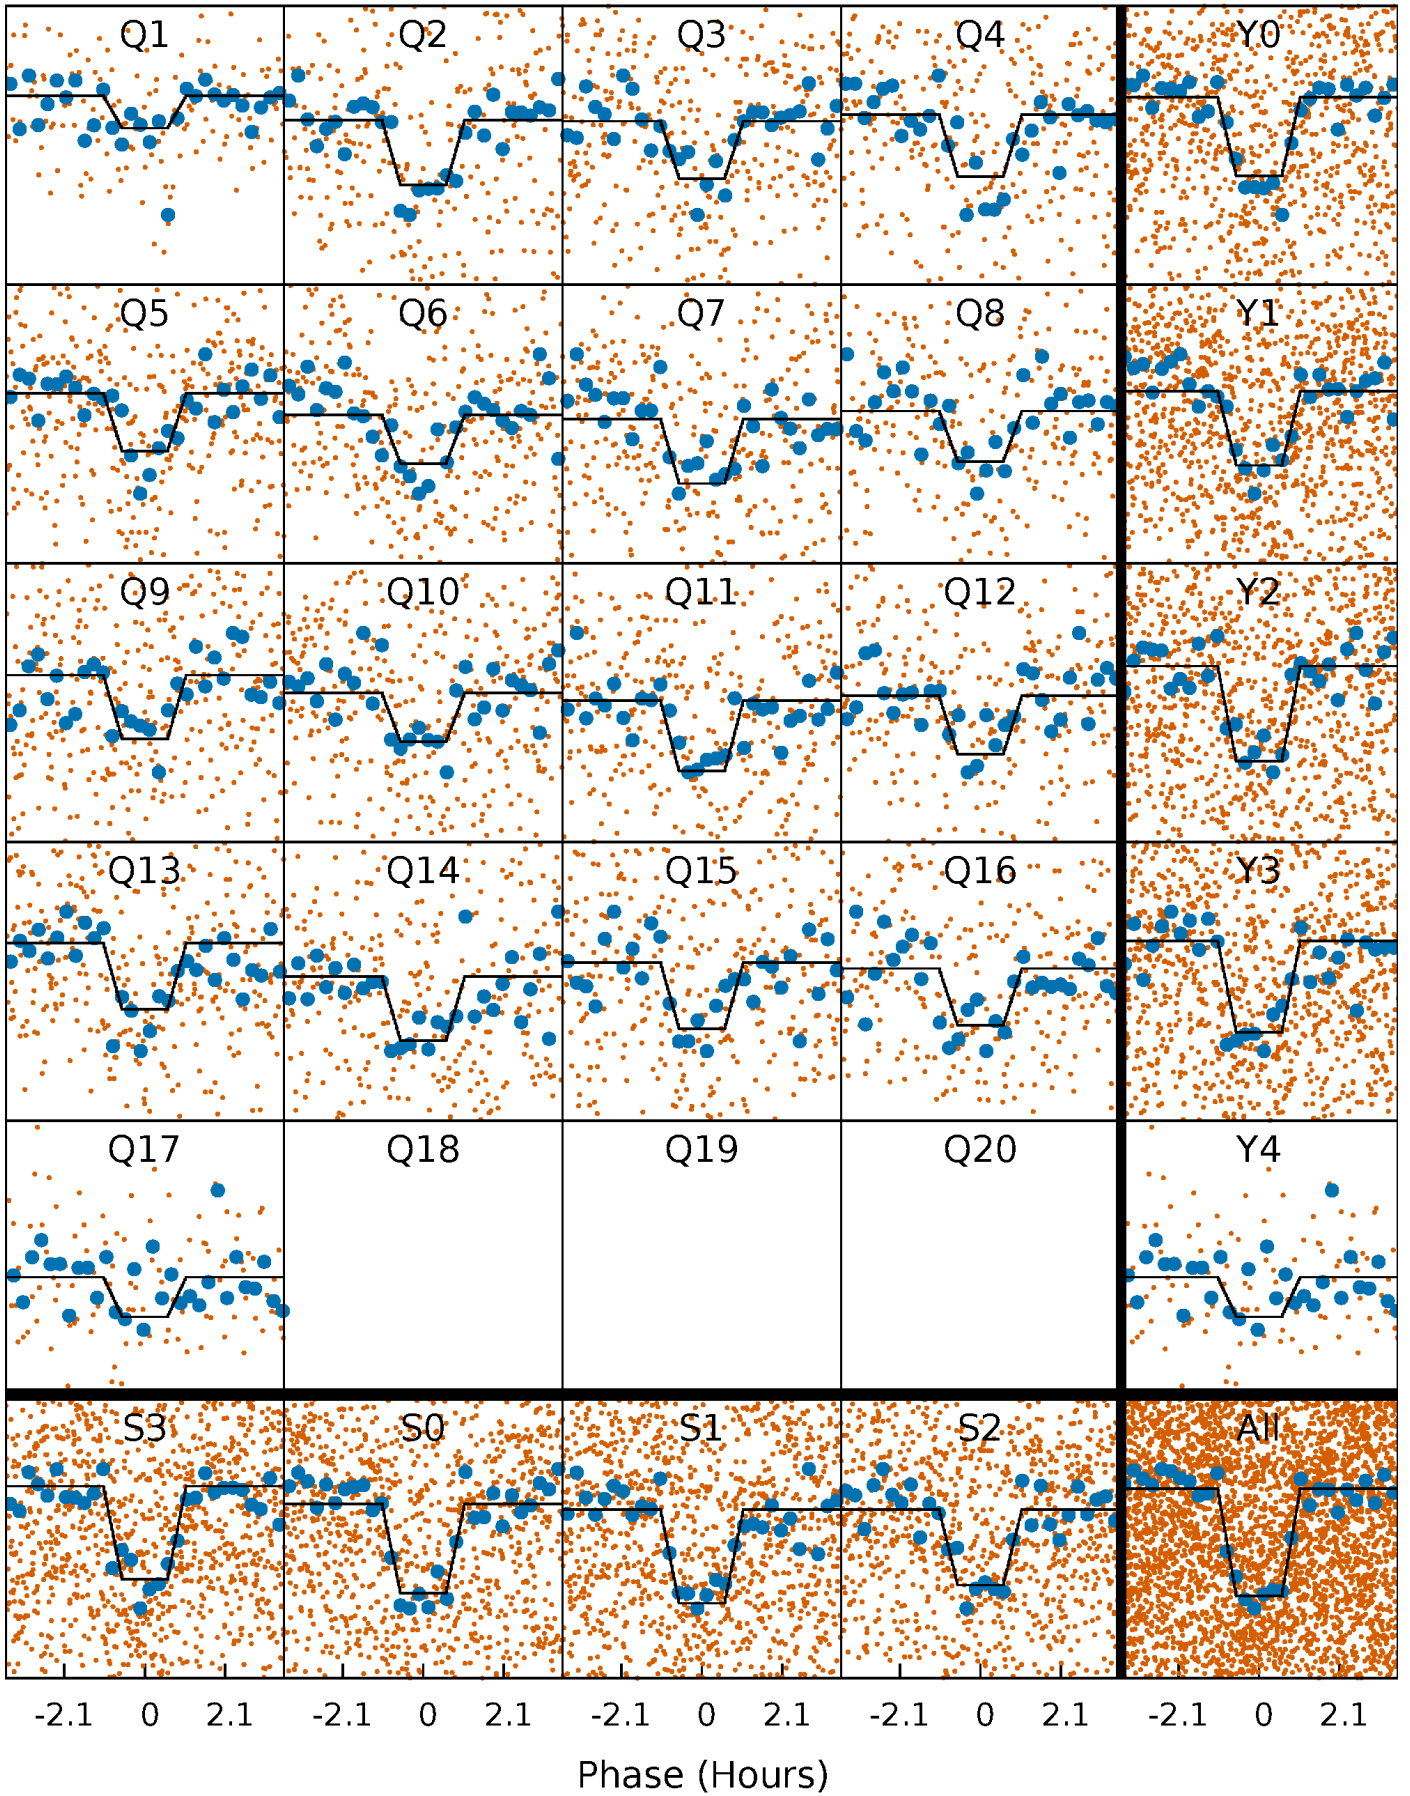 Q1 Q2 Q3 Q4 Y0
Q5 Q6 Q7 Q8 Y1
Q9 Q10 Q11 Q12 Y2
Q13 Q14 Q15 Q16 Y3
Q17 Q18 Q19 Q20 Y4
S3 S0 S1 S2 All
-2.1 0 2.1 -2.1 0 2.1 -2.1 0 2.1 -2.1 0 2.1 -2.1 0 2.1
Phase (Hours)